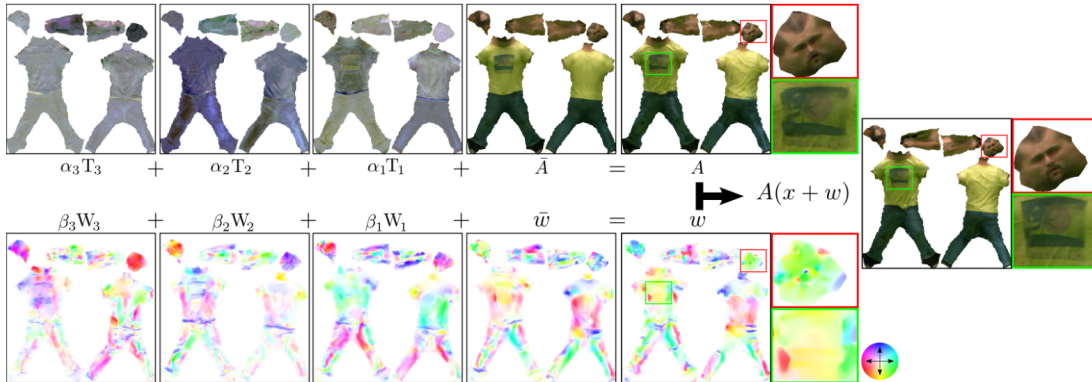 α₃T₃ + α₂T₂ + α₁T₁ + Ā = A
A(x + w)
β₃W₃ + β₂W₂ + β₁W₁ + w̄ = w